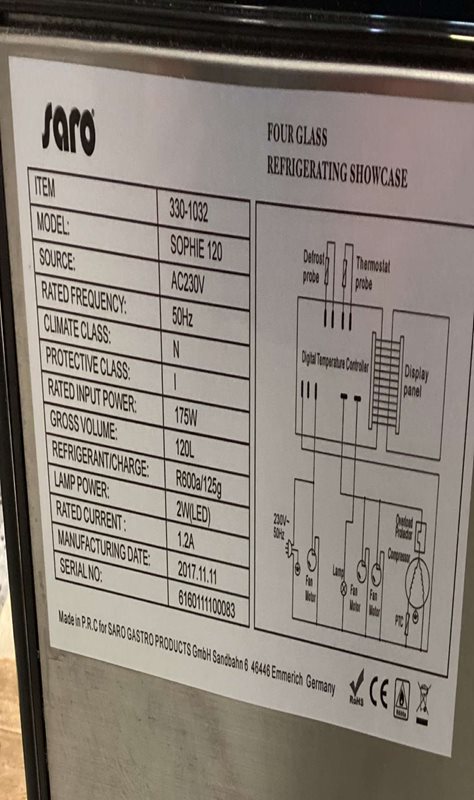 saro
FOUR GLASS
REFRIGERATING SHOWCASE
ITEM 330-1032
MODEL: SOPHIE 120
SOURCE: AC230V
RATED FREQUENCY: 50Hz
CLIMATE CLASS: N
PROTECTIVE CLASS: I
RATED INPUT POWER: 175W
GROSS VOLUME: 120L
REFRIGERANT/CHARGE: R600a/125g
LAMP POWER: 2W(LED)
RATED CURRENT: 1.2A
MANUFACTURING DATE: 2017.11.11
SERIAL NO: 6160111100083
Defrost probe
Thermostat probe
Digital Temperature Controller
Display panel
230V~ 50Hz
Fan Motor
Lamp
Fan Motor
Fan Motor
Overload Protector
Compressor
PTC
Made in P.R.C for SARO GASTRO PRODUCTS GmbH Sandbahn 6 46446 Emmerich Germany
RoHS
CE